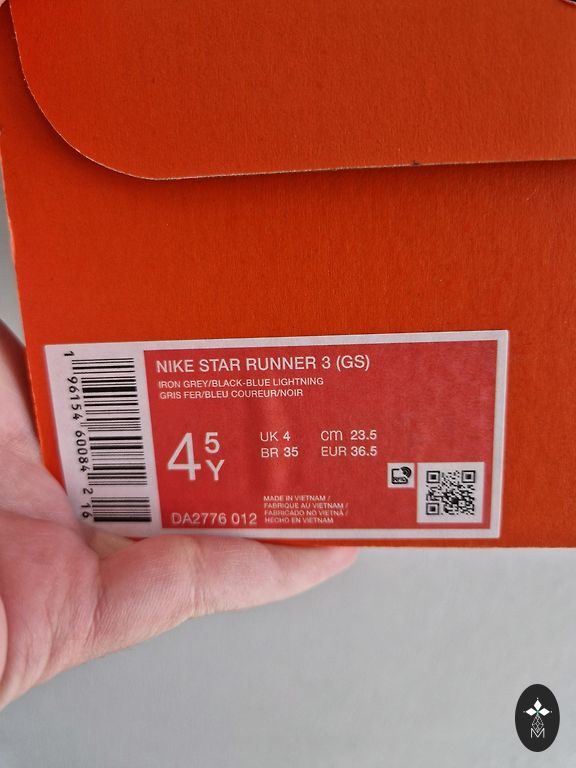 NIKE STAR RUNNER 3 (GS)
IRON GREY/BLACK-BLUE LIGHTNING
GRIS FER/BLEU COUREUR/NOIR
4 5 Y
UK 4 cm 23.5
BR 35 EUR 36.5
MADE IN VIETNAM /
FABRIQUE AU VIETNAM /
FABRICADO NO VIETNÃ /
HECHO EN VIETNAM
DA2776 012
1 96154 60084 2 16
M